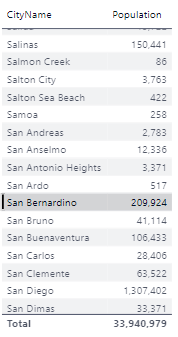 CityName Population
Salinas 150,441
Salmon Creek 86
Salton City 3,763
Salton Sea Beach 422
Samoa 258
San Andreas 2,783
San Anselmo 12,336
San Antonio Heights 3,371
San Ardo 517
San Bernardino 209,924
San Bruno 41,114
San Buenaventura 106,433
San Carlos 28,406
San Clemente 63,522
San Diego 1,307,402
San Dimas 33,371
Total 33,940,979